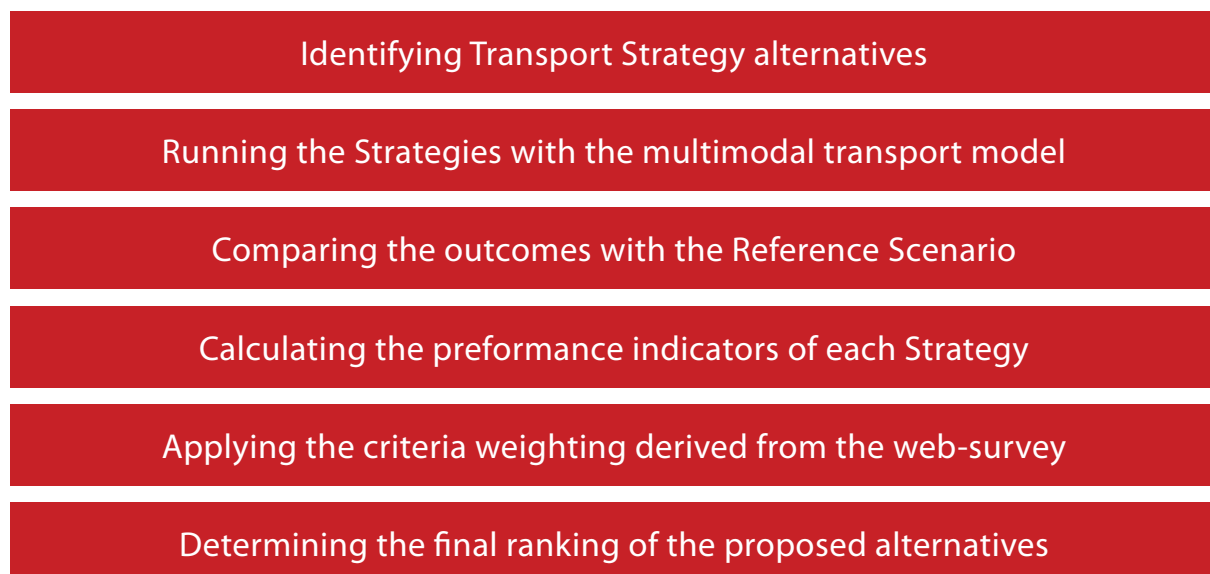 Identifying Transport Strategy alternatives
Running the Strategies with the multimodal transport model
Comparing the outcomes with the Reference Scenario
Calculating the preformance indicators of each Strategy
Applying the criteria weighting derived from the web-survey
Determining the final ranking of the proposed alternatives